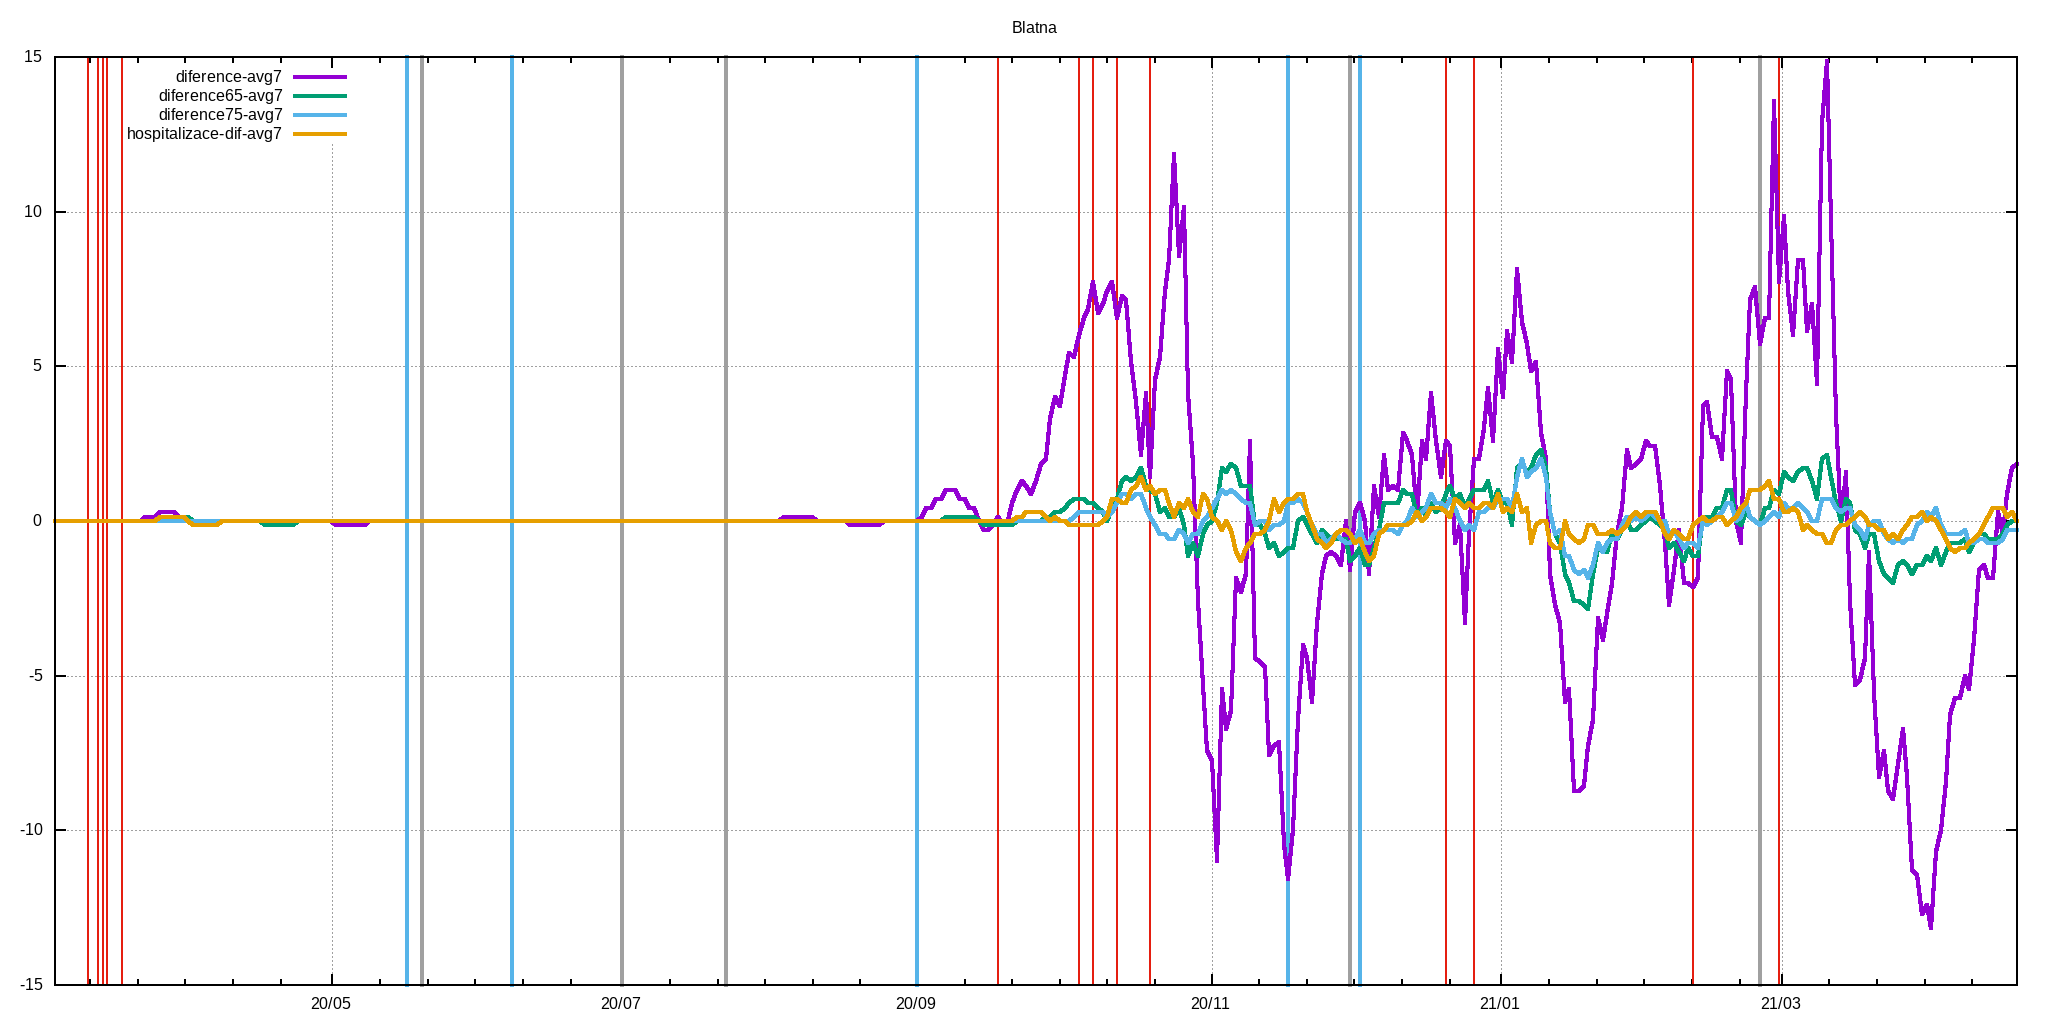 Blatna
15
diference-avg7
diference65-avg7
diference75-avg7
hospitalizace-dif-avg7
10
5
0
-5
-10
-15
20/05 20/07 20/09 20/11 21/01 21/03